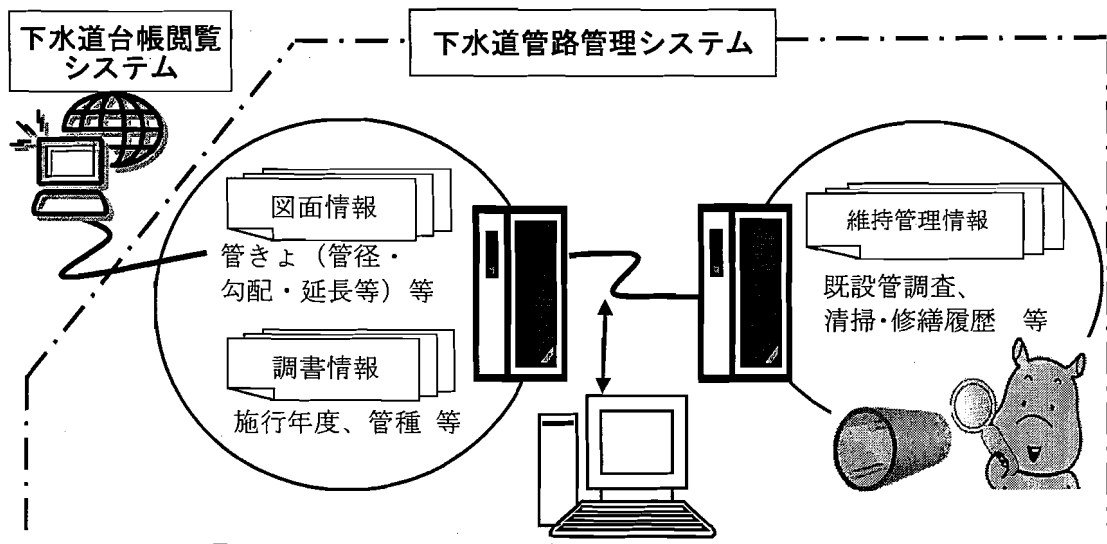 下水道台帳閲覧
システム
下水道管路管理システム
図面情報
管きょ（管径・
勾配・延長等）等
調書情報
施行年度、管種 等
維持管理情報
既設管調査、
清掃・修繕履歴 等